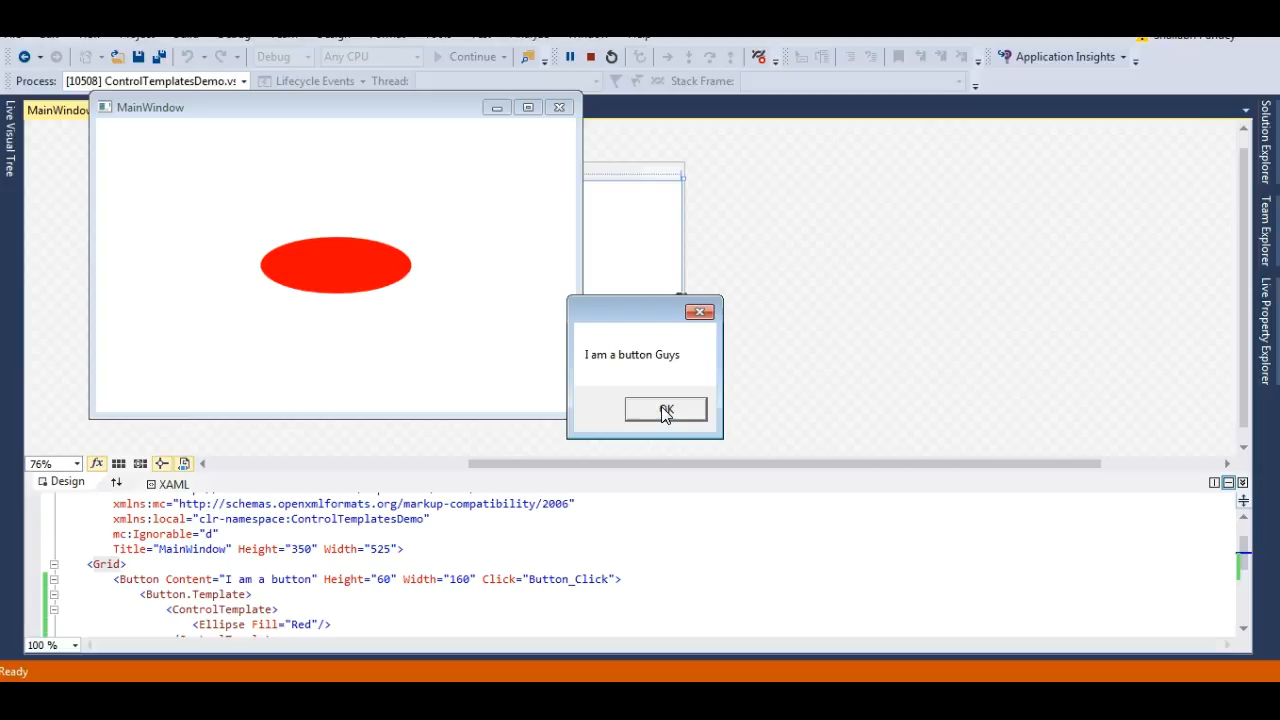 Debug
Any CPU
Continue
Application Insights
Process:
[10508] ControlTemplatesDemo.vs
Lifecycle Events
Thread:
Stack Frame:
Live Visual Tree
MainWindow
MainWindow
I am a button Guys
OK
Solution Explorer
Team Explorer
Live Property Explorer
76%
Design
XAML
xmlns:mc="http://schemas.openxmlformats.org/markup-compatibility/2006"
xmlns:local="clr-namespace:ControlTemplatesDemo"
mc:Ignorable="d"
Title="MainWindow" Height="350" Width="525">
<Grid>
<Button Content="I am a button" Height="60" Width="160" Click="Button_Click">
<Button.Template>
<ControlTemplate>
<Ellipse Fill="Red"/>
100 %
Ready